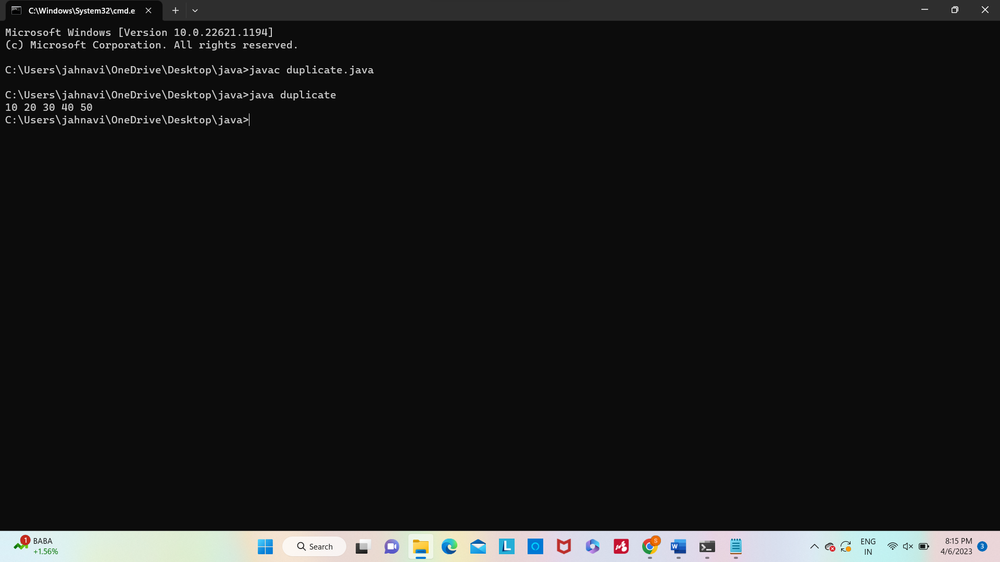 C:\Windows\System32\cmd.e
Microsoft Windows [Version 10.0.22621.1194]
(c) Microsoft Corporation. All rights reserved.
C:\Users\jahnavi\OneDrive\Desktop\java>javac duplicate.java
C:\Users\jahnavi\OneDrive\Desktop\java>java duplicate
10 20 30 40 50
C:\Users\jahnavi\OneDrive\Desktop\java>
1
BABA
+1.56%
Search
L
S
W
ENG
IN
8:15 PM
4/6/2023
3